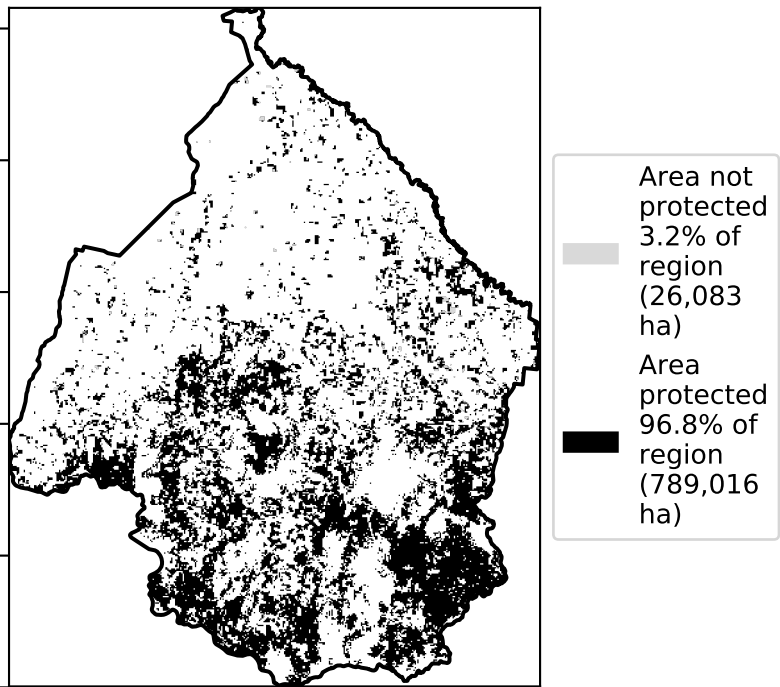 Area not
protected
3.2% of
region
(26,083
ha)
Area
protected
96.8% of
region
(789,016
ha)